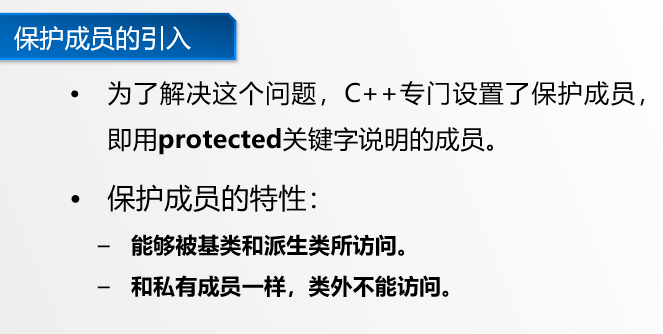 保护成员的引入
• 为了解决这个问题，C++专门设置了保护成员，
即用protected关键字说明的成员。
• 保护成员的特性：
– 能够被基类和派生类所访问。
– 和私有成员一样，类外不能访问。